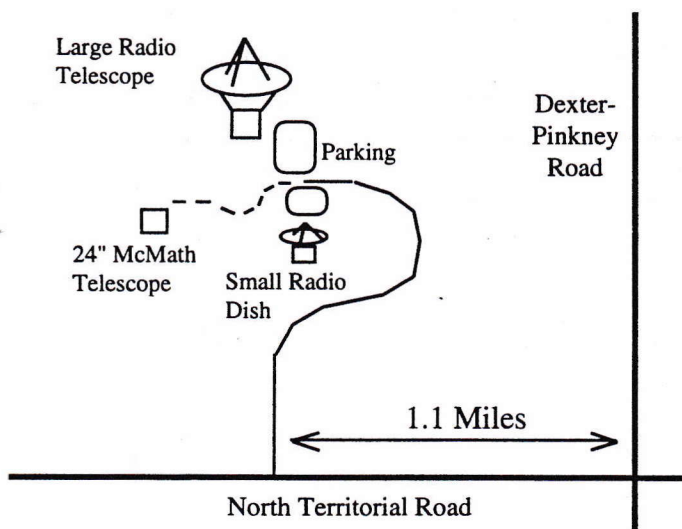 Large Radio
Telescope
Dexter-
Pinkney
Road
Parking
24" McMath
Telescope
Small Radio
Dish
1.1 Miles
North Territorial Road